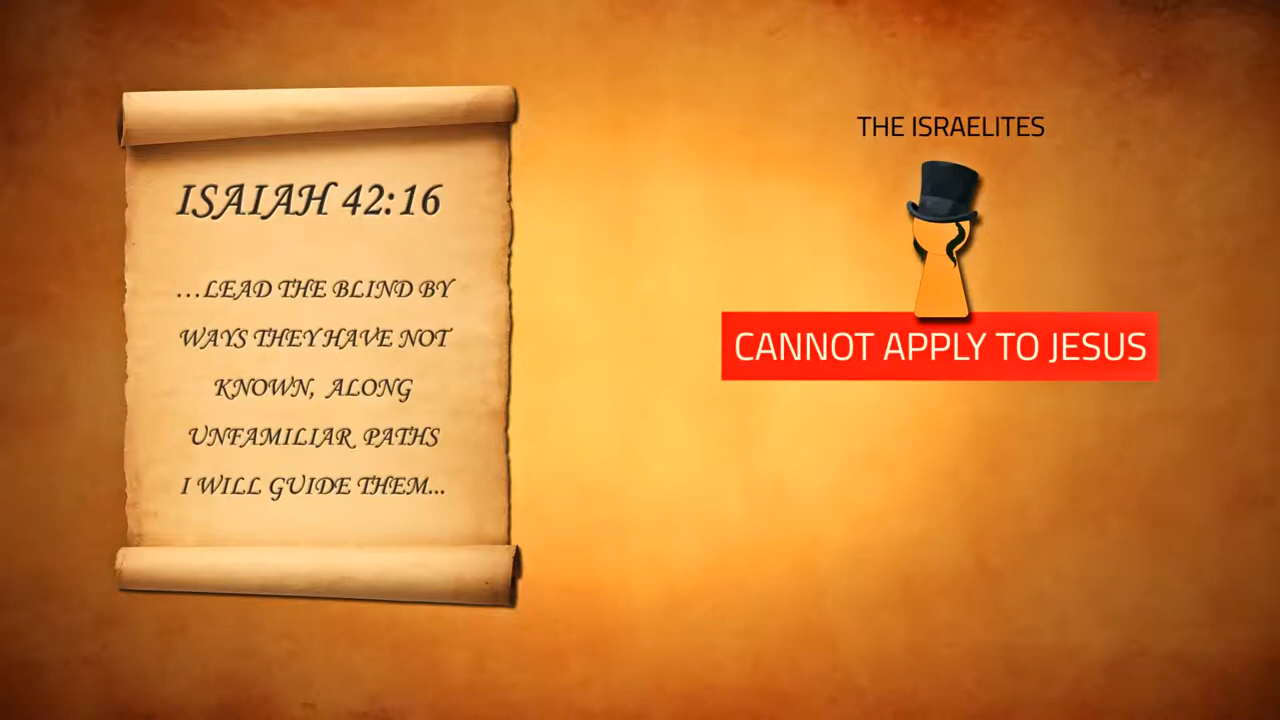 ISAIAH 42:16
...LEAD THE BLIND BY
WAYS THEY HAVE NOT
KNOWN, ALONG
UNFAMILIAR PATHS
I WILL GUIDE THEM...
THE ISRAELITES
CANNOT APPLY TO JESUS